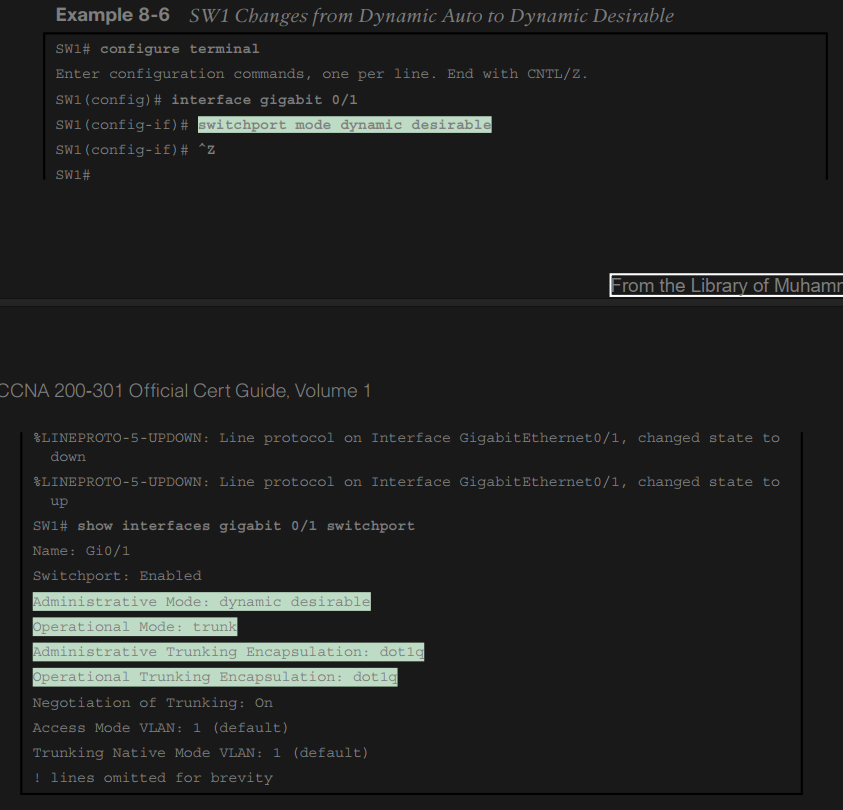 Example 8-6 SW1 Changes from Dynamic Auto to Dynamic Desirable
SW1# configure terminal
Enter configuration commands, one per line. End with CNTL/Z.
SW1(config)# interface gigabit 0/1
SW1(config-if)# switchport mode dynamic desirable
SW1(config-if)# ^Z
SW1#
From the Library of Muhamm
CCNA 200-301 Official Cert Guide, Volume 1
%LINEPROTO-5-UPDOWN: Line protocol on Interface GigabitEthernet0/1, changed state to
down
%LINEPROTO-5-UPDOWN: Line protocol on Interface GigabitEthernet0/1, changed state to
up
SW1# show interfaces gigabit 0/1 switchport
Name: Gi0/1
Switchport: Enabled
Administrative Mode: dynamic desirable
Operational Mode: trunk
Administrative Trunking Encapsulation: dot1q
Operational Trunking Encapsulation: dot1q
Negotiation of Trunking: On
Access Mode VLAN: 1 (default)
Trunking Native Mode VLAN: 1 (default)
! lines omitted for brevity